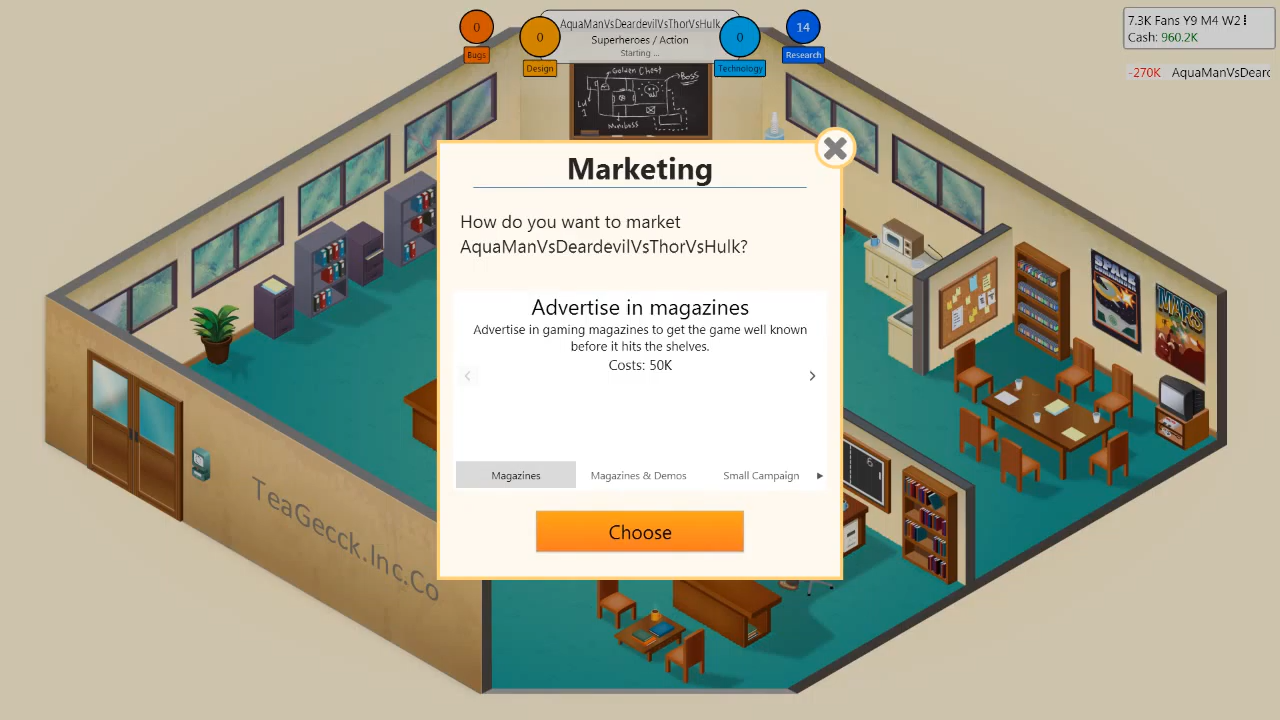 0
Bugs
0
Design
AquaManVsDeardevilVsThorVsHulk
Superheroes / Action
Starting ...
0
Technology
14
Research
7.3K Fans Y9 M4 W2
Cash: 960.2K
-270K AquaManVsDearc
Golden Chest
Boss
Lvl
1
Miniboss
Marketing
How do you want to market
AquaManVsDeardevilVsThorVsHulk?
Advertise in magazines
Advertise in gaming magazines to get the game well known
before it hits the shelves.
Costs: 50K
Magazines
Magazines & Demos
Small Campaign
Choose
SPACE
MARS
TeaGecck.Inc.Co